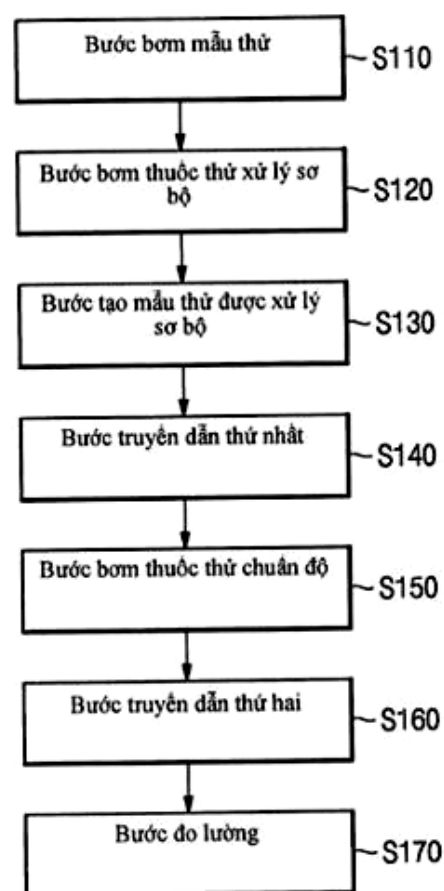 Bước bơm mẫu thử
S110
Bước bơm thuốc thử xử lý sơ
bộ
S120
Bước tạo mẫu thử được xử lý
sơ bộ
S130
Bước truyền dẫn thứ nhất
S140
Bước bơm thuốc thử chuẩn độ
S150
Bước truyền dẫn thứ hai
S160
Bước đo lường
S170